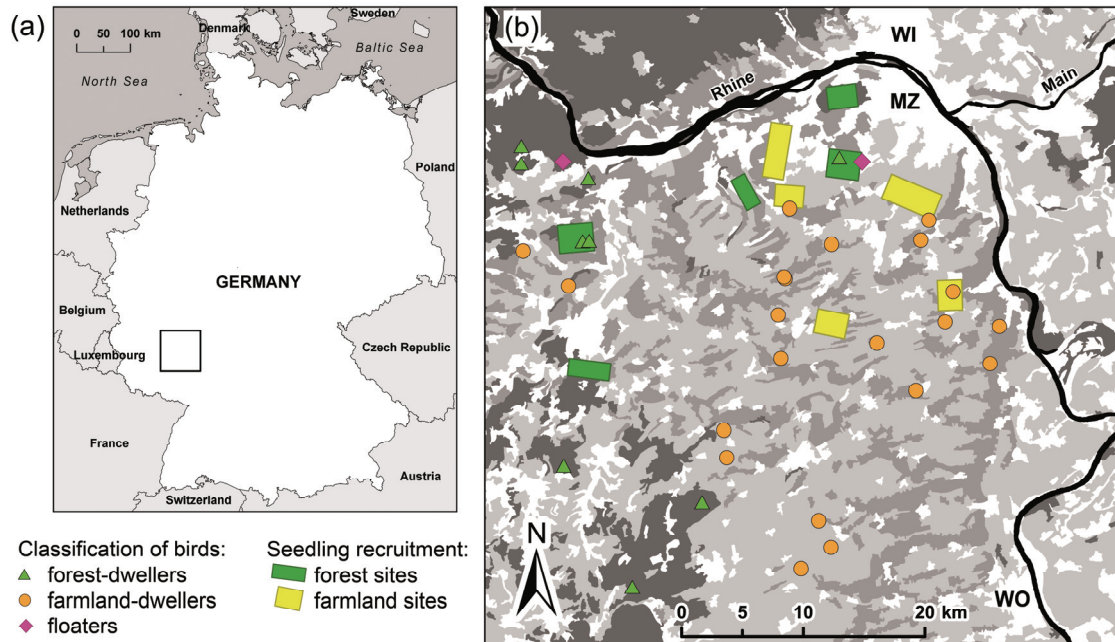 (a)
0 50 100 km
Denmark
Sweden
Baltic Sea
North Sea
Poland
Netherlands
GERMANY
Belgium
Luxembourg
Czech Republic
France
Austria
Switzerland
(b)
WI
Rhine
Main
MZ
N
WO
0 5 10 20 km
Classification of birds:
forest-dwellers
farmland-dwellers
floaters
Seedling recruitment:
forest sites
farmland sites